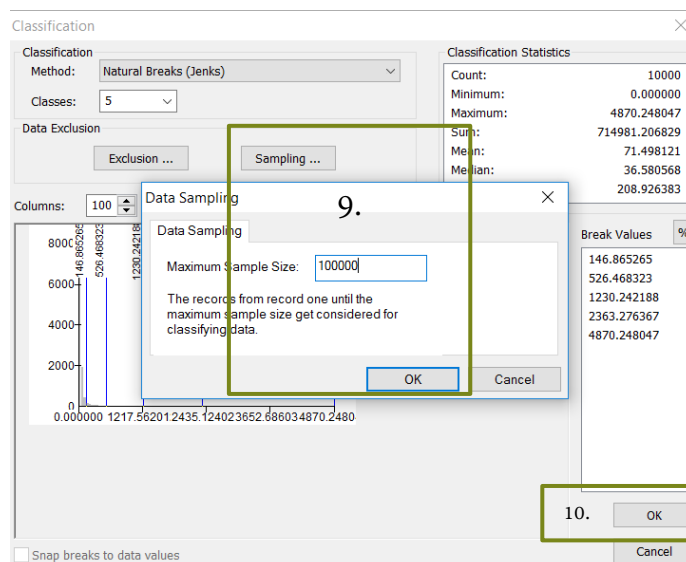 Classification
Classification
Method: Natural Breaks (Jenks)
Classes: 5
Data Exclusion
Exclusion ...
Sampling ...
Classification Statistics
Count: 10000
Minimum: 0.000000
Maximum: 4870.248047
Sum: 714981.206829
Mean: 71.498121
Median: 36.580568
208.926383
Columns: 100
Data Sampling
9.
Data Sampling
Maximum Sample Size: 100000
The records from record one until the
maximum sample size get considered for
classifying data.
OK
Cancel
146.865265
526.468323
6000
4000
2000
0
0.000000 1217.56201 2435.12402 3652.68603 4870.2480
Break Values %
146.865265
526.468323
1230.242188
2363.276367
4870.248047
10.
OK
Cancel
Snap breaks to data values